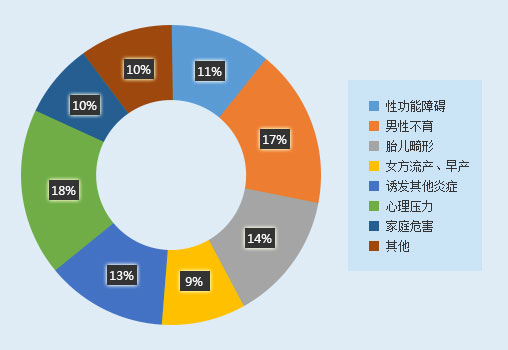 11%
17%
14%
9%
13%
18%
10%
10%
性功能障碍
男性不育
胎儿畸形
女方流产、早产
诱发其他炎症
心理压力
家庭危害
其他